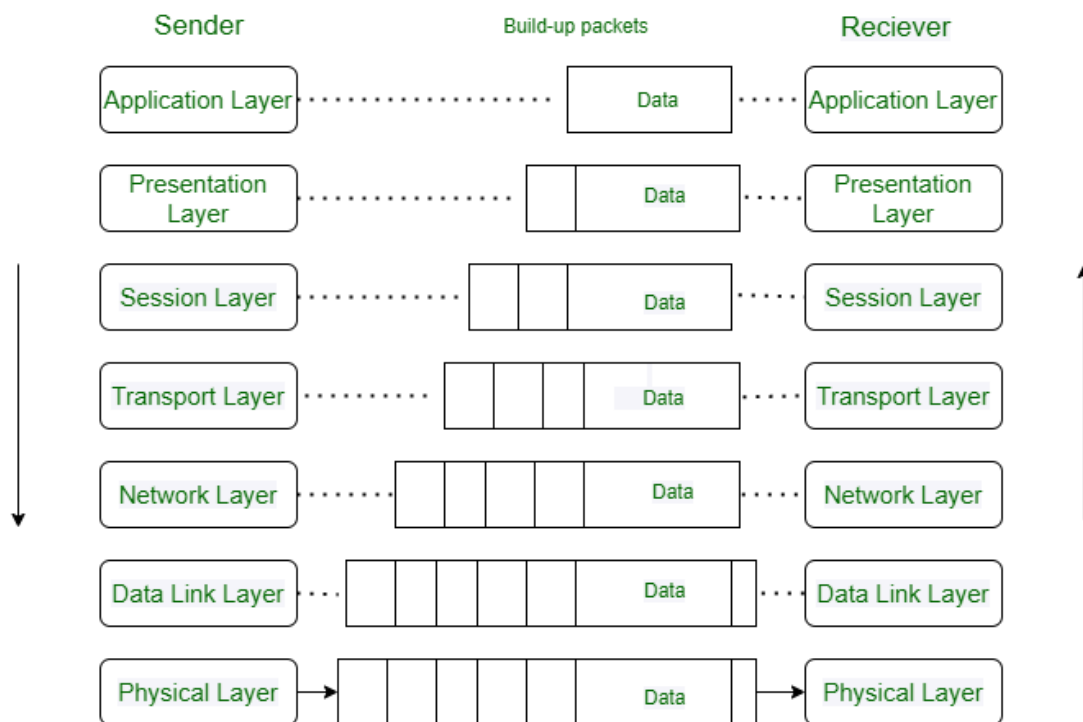 Sender
Build-up packets
Reciever
Application Layer
Data
Application Layer
Presentation
Layer
Data
Presentation
Layer
Session Layer
Data
Session Layer
Transport Layer
Data
Transport Layer
Network Layer
Data
Network Layer
Data Link Layer
Data
Data Link Layer
Physical Layer
Data
Physical Layer